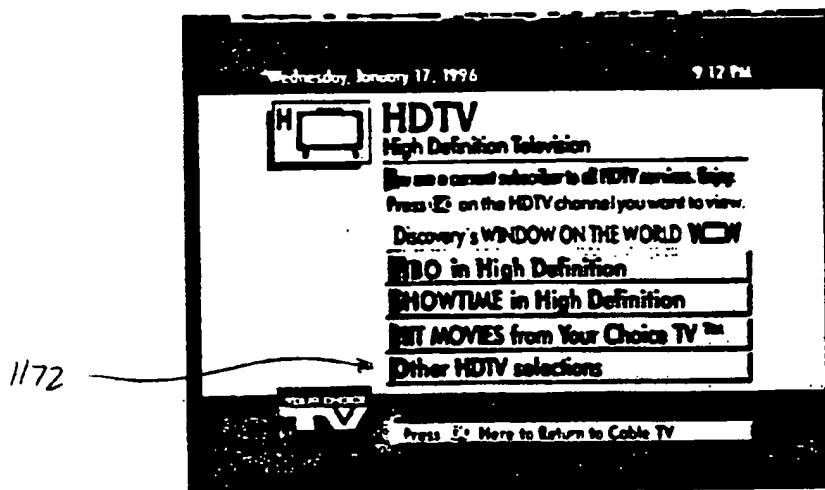 Wednesday, January 17, 1996 9 12 PM
H HDTV
High Definition Television
You are a current subscriber to all HDTV services. Enjoy.
Press on the HDTV channel you want to view.
Discovery's WINDOW ON THE WORLD WOW
HBO in High Definition
SHOWTIME in High Definition
HIT MOVIES from Your Choice TV ™
Other HDTV selections
1172
TV
Press Here to Return to Cable TV